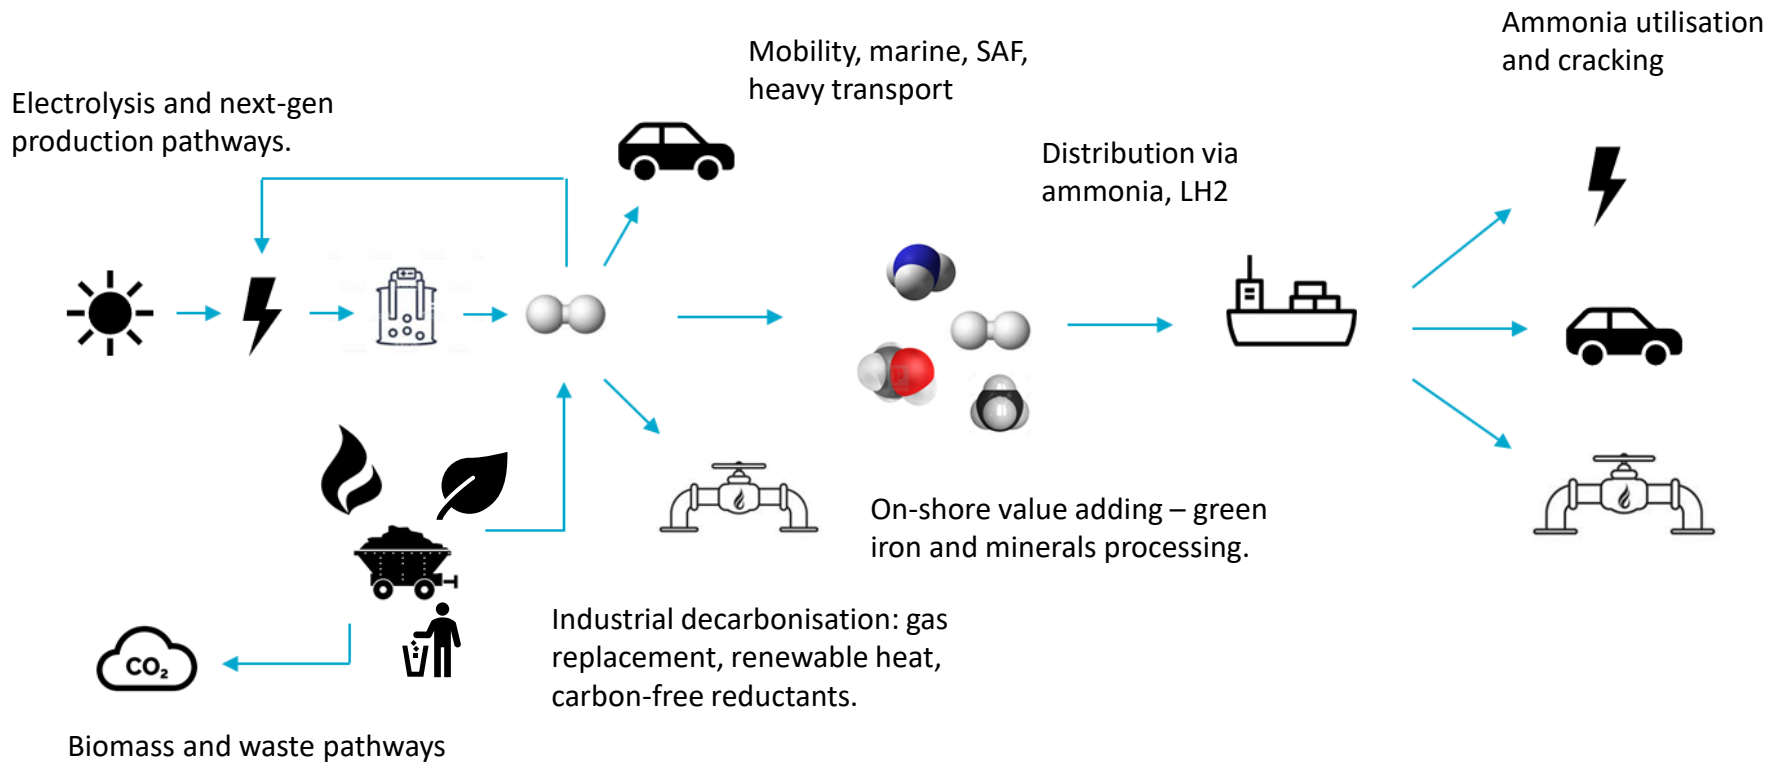 Ammonia utilisation
and cracking
Mobility, marine, SAF,
heavy transport
Electrolysis and next-gen
production pathways.
Distribution via
ammonia, LH2
On-shore value adding – green
iron and minerals processing.
Industrial decarbonisation: gas
replacement, renewable heat,
carbon-free reductants.
CO₂
Biomass and waste pathways